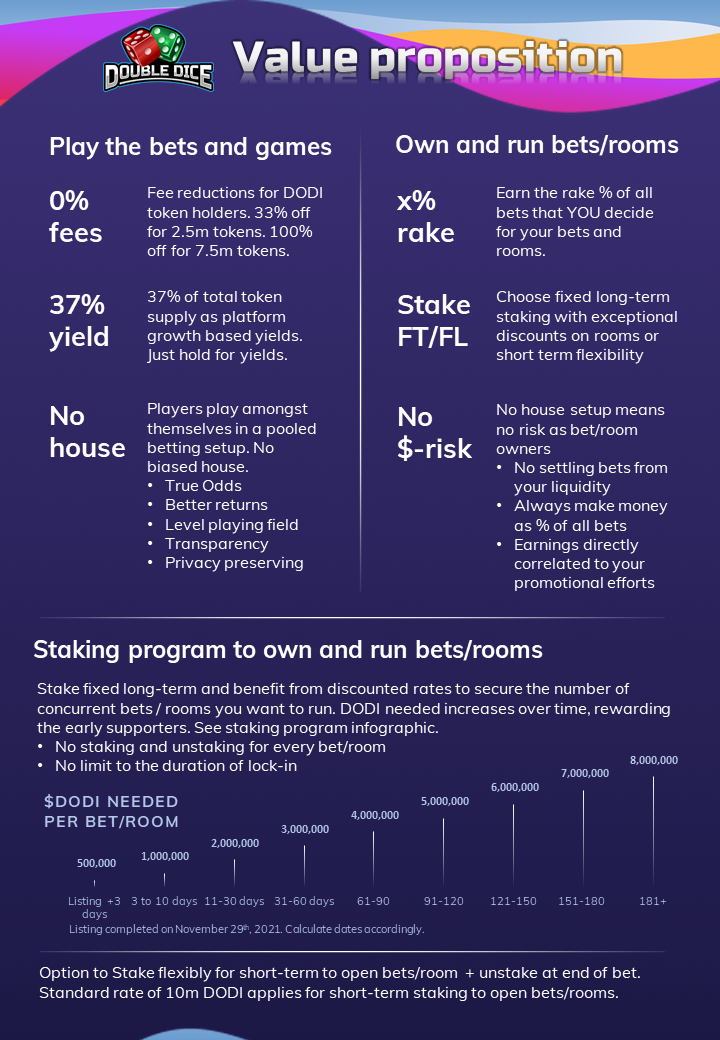 DOUBLE DICE
Value proposition
Play the bets and games
0%
fees
Fee reductions for DODI
token holders. 33% off
for 2.5m tokens. 100%
off for 7.5m tokens.
37%
yield
37% of total token
supply as platform
growth based yields.
Just hold for yields.
No
house
Players play amongst
themselves in a pooled
betting setup. No
biased house.
• True Odds
• Better returns
• Level playing field
• Transparency
• Privacy preserving
Own and run bets/rooms
x%
rake
Earn the rake % of all
bets that YOU decide
for your bets and
rooms.
Stake
FT/FL
Choose fixed long-term
staking with exceptional
discounts on rooms or
short term flexibility
No
$-risk
No house setup means
no risk as bet/room
owners
• No settling bets from
your liquidity
• Always make money
as % of all bets
• Earnings directly
correlated to your
promotional efforts
Staking program to own and run bets/rooms
Stake fixed long-term and benefit from discounted rates to secure the number of
concurrent bets / rooms you want to run. DODI needed increases over time, rewarding
the early supporters. See staking program infographic.
• No staking and unstaking for every bet/room
• No limit to the duration of lock-in
$DODI NEEDED
PER BET/ROOM
500,000
1,000,000
2,000,000
3,000,000
4,000,000
5,000,000
6,000,000
7,000,000
8,000,000
Listing +3
days
3 to 10 days
11-30 days
31-60 days
61-90
91-120
121-150
151-180
181+
Listing completed on November 29th, 2021. Calculate dates accordingly.
Option to Stake flexibly for short-term to open bets/room + unstake at end of bet.
Standard rate of 10m DODI applies for short-term staking to open bets/rooms.